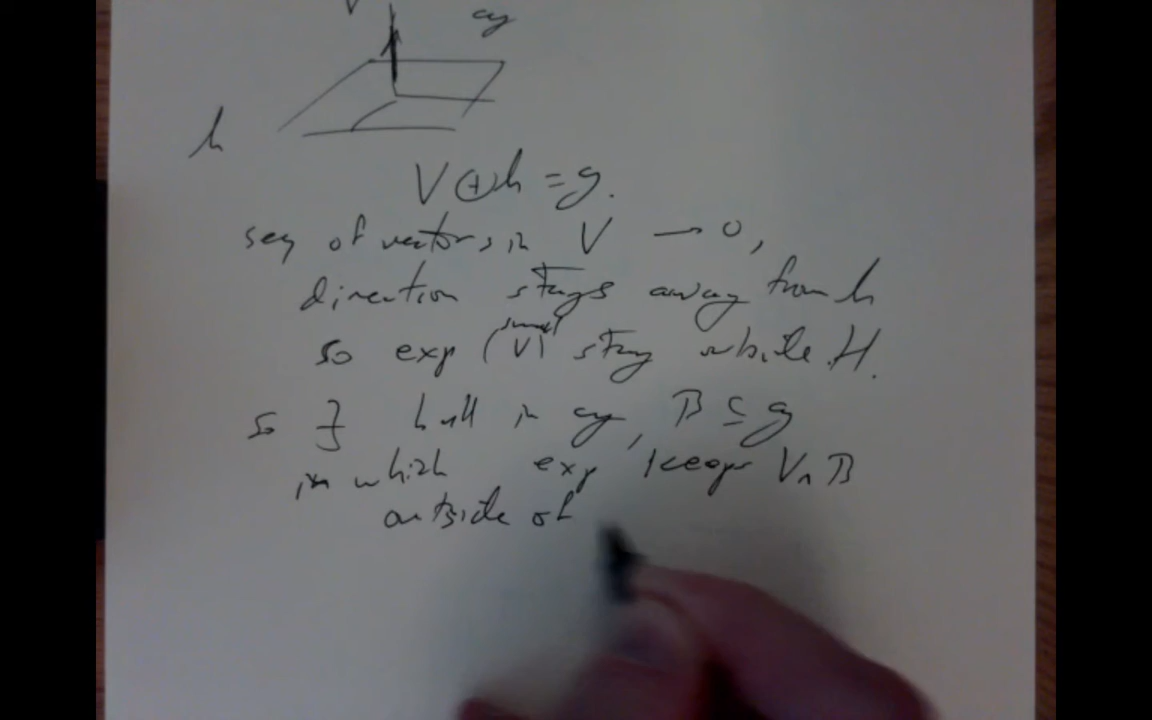 V g
h
V ⊕ h = g.
seq of vectors in V → 0,
direction stays away from h
so exp (small V) stay outside H.
so ∃ ball in g, B ⊆ g
in which exp keeps V ∩ B
outside of